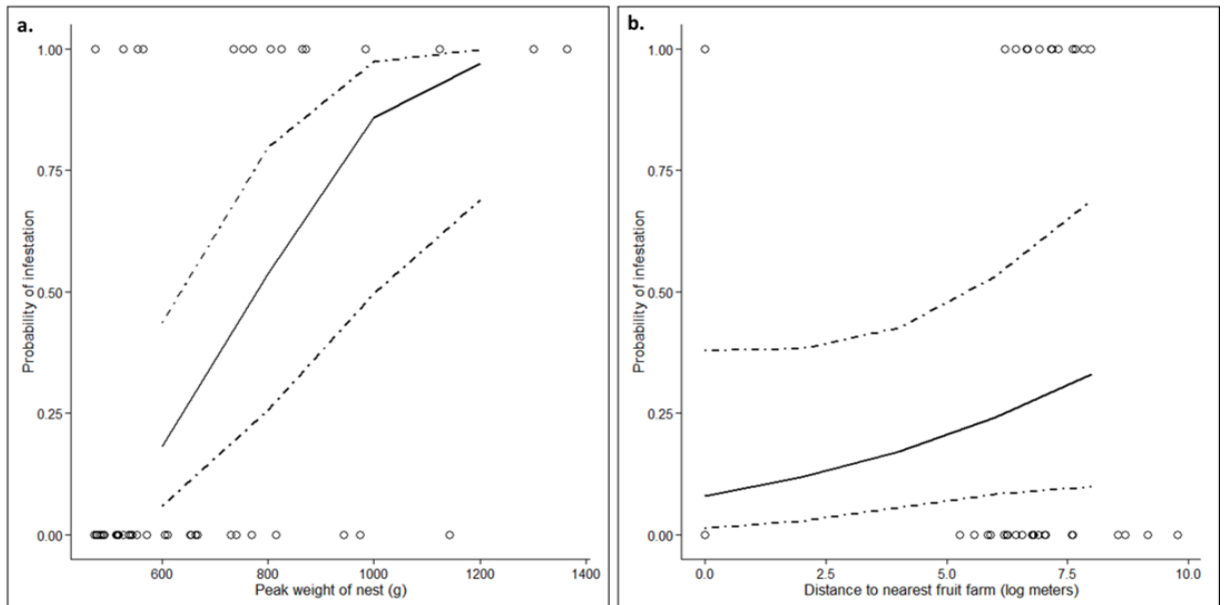 a.
Probability of infestation
1.00
0.75
0.50
0.25
0.00
600 800 1000 1200 1400
Peak weight of nest (g)
b.
Probability of infestation
1.00
0.75
0.50
0.25
0.00
0.0 2.5 5.0 7.5 10.0
Distance to nearest fruit farm (log meters)